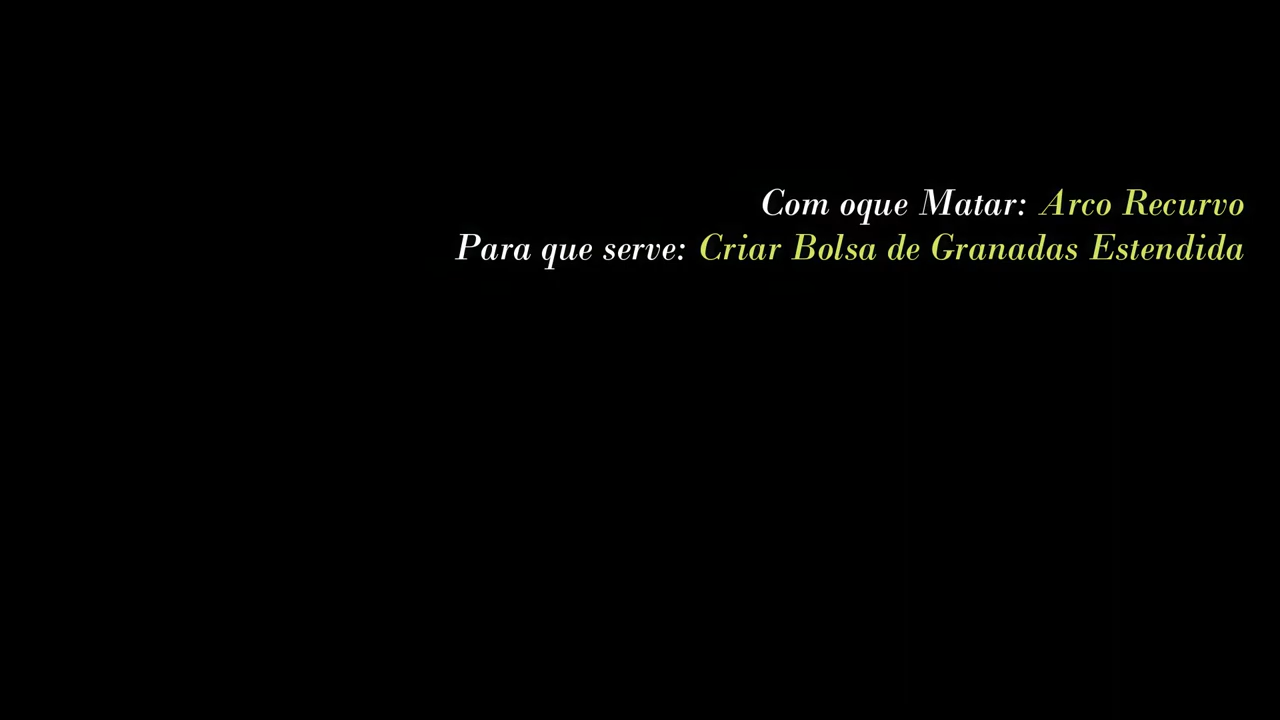 Com oque Matar: Arco Recurvo
Para que serve: Criar Bolsa de Granadas Estendida